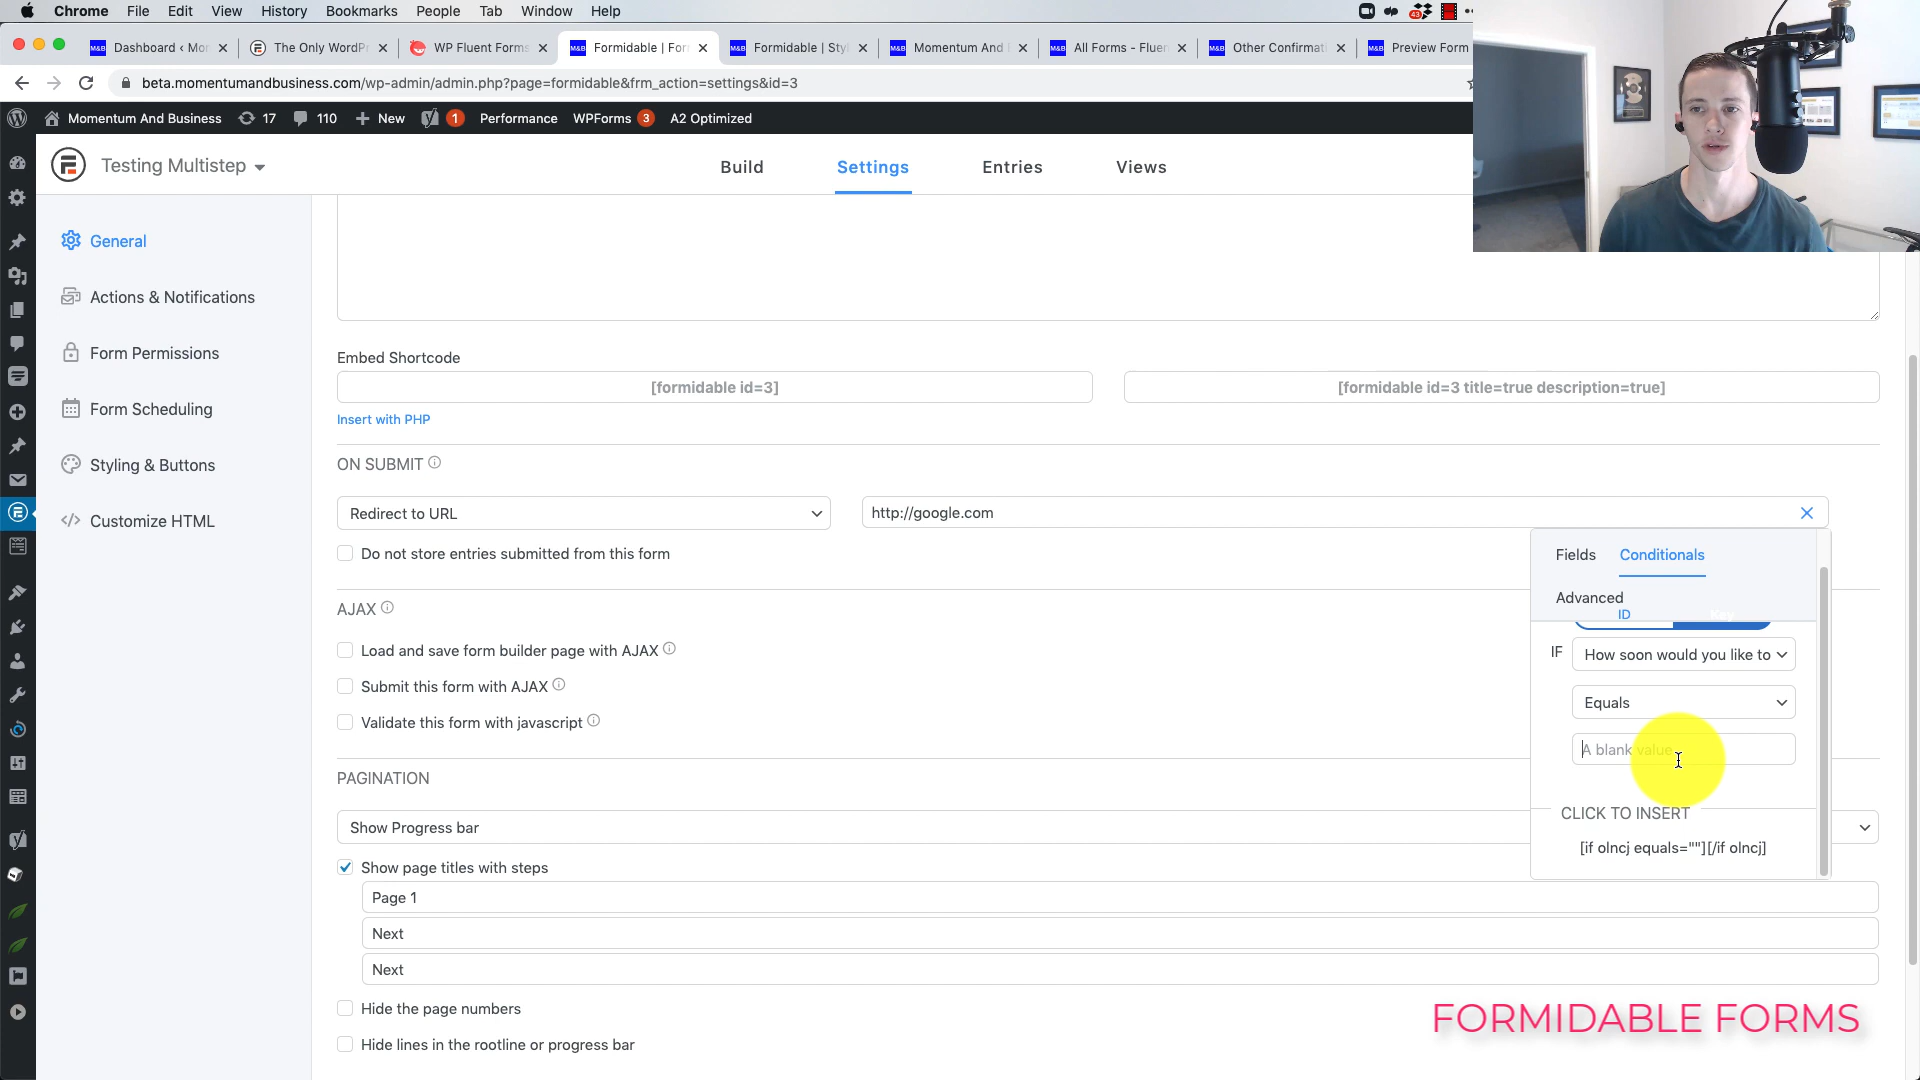 Chrome File Edit View History Bookmarks People Tab Window Help
43
Dashboard ‹ Mo
The Only WordPr
WP Fluent Forms
Formidable | For
Formidable | Styl
Momentum And
All Forms - Fluen
Other Confirmati
Preview Form
beta.momentumandbusiness.com/wp-admin/admin.php?page=formidable&frm_action=settings&id=3
Momentum And Business 17 110 New 1 Performance WPForms 3 A2 Optimized
Testing Multistep
Build Settings Entries Views
General
Actions & Notifications
Form Permissions
Form Scheduling
Styling & Buttons
Customize HTML
Embed Shortcode
[formidable id=3]
[formidable id=3 title=true description=true]
Insert with PHP
ON SUBMIT
Redirect to URL
http://google.com
Do not store entries submitted from this form
AJAX
Load and save form builder page with AJAX
Submit this form with AJAX
Validate this form with javascript
Fields Conditionals
Advanced
ID Key
IF How soon would you like to
Equals
A blank value
CLICK TO INSERT
[if olncj equals=""][/if olncj]
PAGINATION
Show Progress bar
Show page titles with steps
Page 1
Next
Next
Hide the page numbers
Hide lines in the rootline or progress bar
FORMIDABLE FORMS